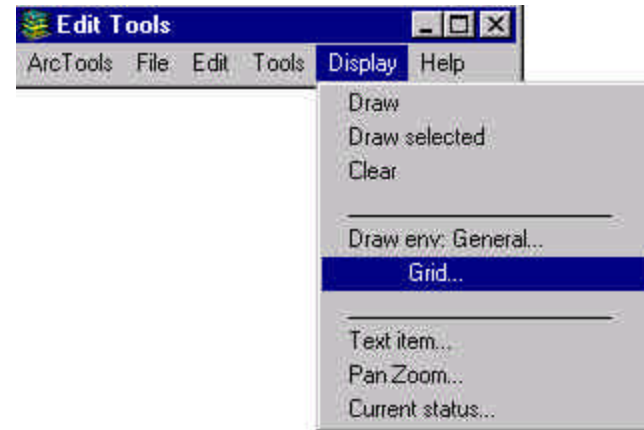 Edit Tools
ArcTools File Edit Tools Display Help
Draw
Draw selected
Clear
Draw env: General...
Grid...
Text item...
Pan Zoom...
Current status...